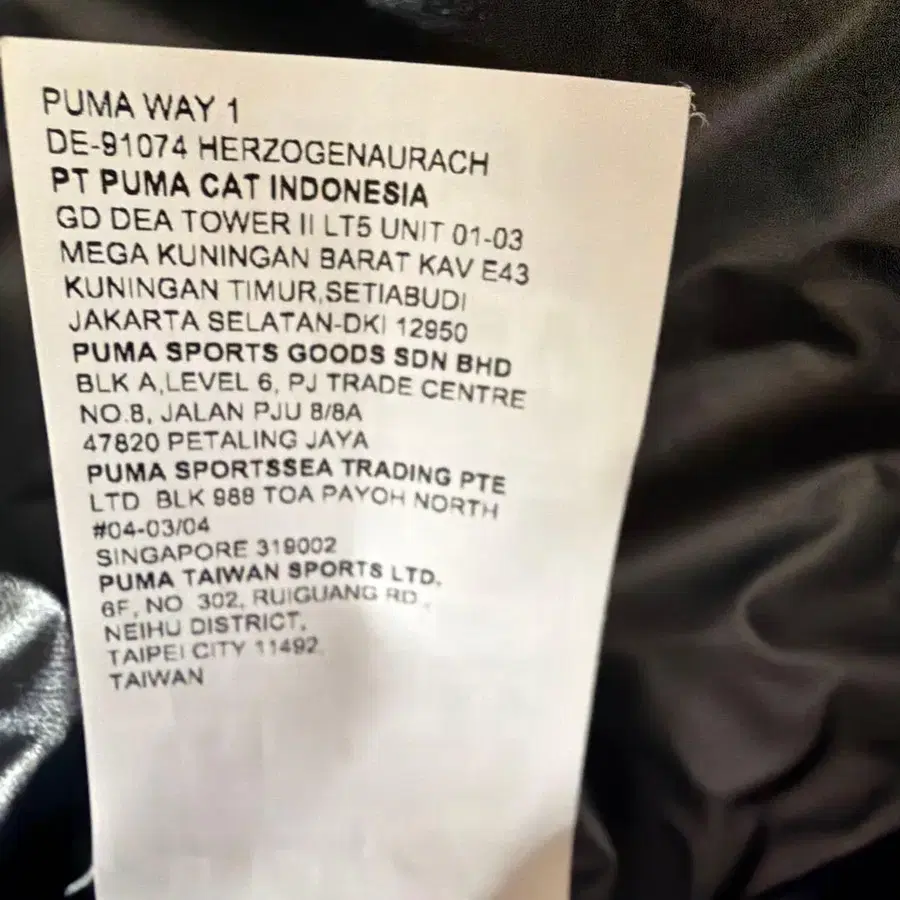 PUMA WAY 1
DE-91074 HERZOGENAURACH
PT PUMA CAT INDONESIA
GD DEA TOWER II LT5 UNIT 01-03
MEGA KUNINGAN BARAT KAV E43
KUNINGAN TIMUR,SETIABUDI
JAKARTA SELATAN-DKI 12950
PUMA SPORTS GOODS SDN BHD
BLK A,LEVEL 6, PJ TRADE CENTRE
NO.8, JALAN PJU 8/8A
47820 PETALING JAYA
PUMA SPORTSSEA TRADING PTE
LTD BLK 988 TOA PAYOH NORTH
#04-03/04
SINGAPORE 319002
PUMA TAIWAN SPORTS LTD.
6F, NO 302, RUIGUANG RD.,
NEIHU DISTRICT,
TAIPEI CITY 11492,
TAIWAN